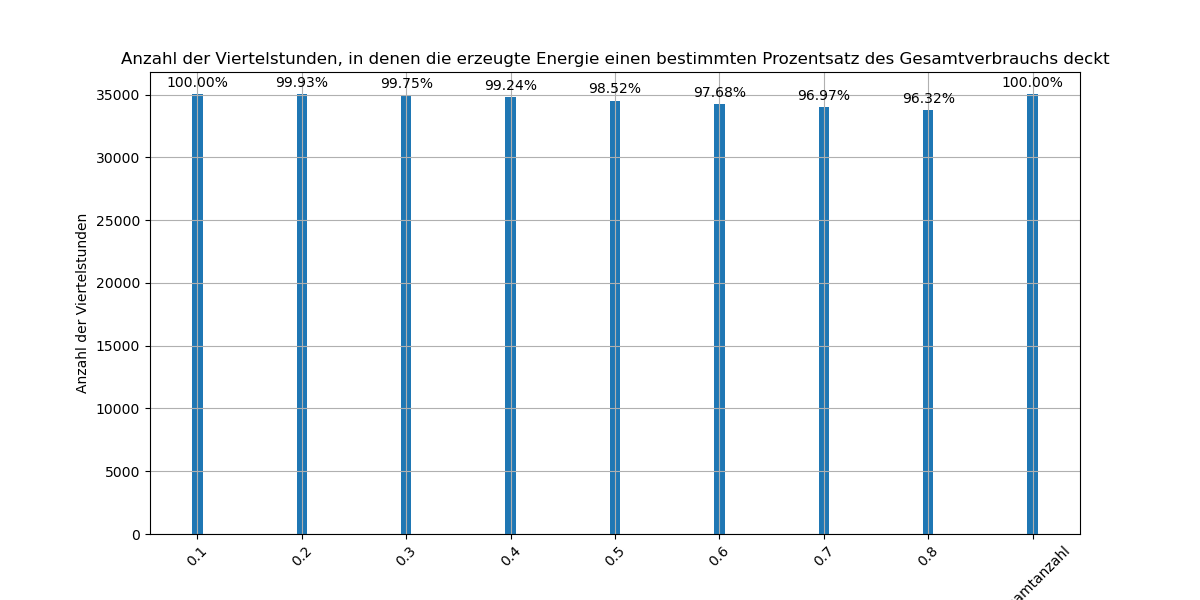 Anzahl der Viertelstunden, in denen die erzeugte Energie einen bestimmten Prozentsatz des Gesamtverbrauchs deckt
100.00% 99.93% 99.75% 99.24% 98.52% 97.68% 96.97% 96.32% 100.00%
35000
30000
25000
20000
15000
10000
5000
0
Anzahl der Viertelstunden
0.1 0.2 0.3 0.4 0.5 0.6 0.7 0.8 amtanzahl